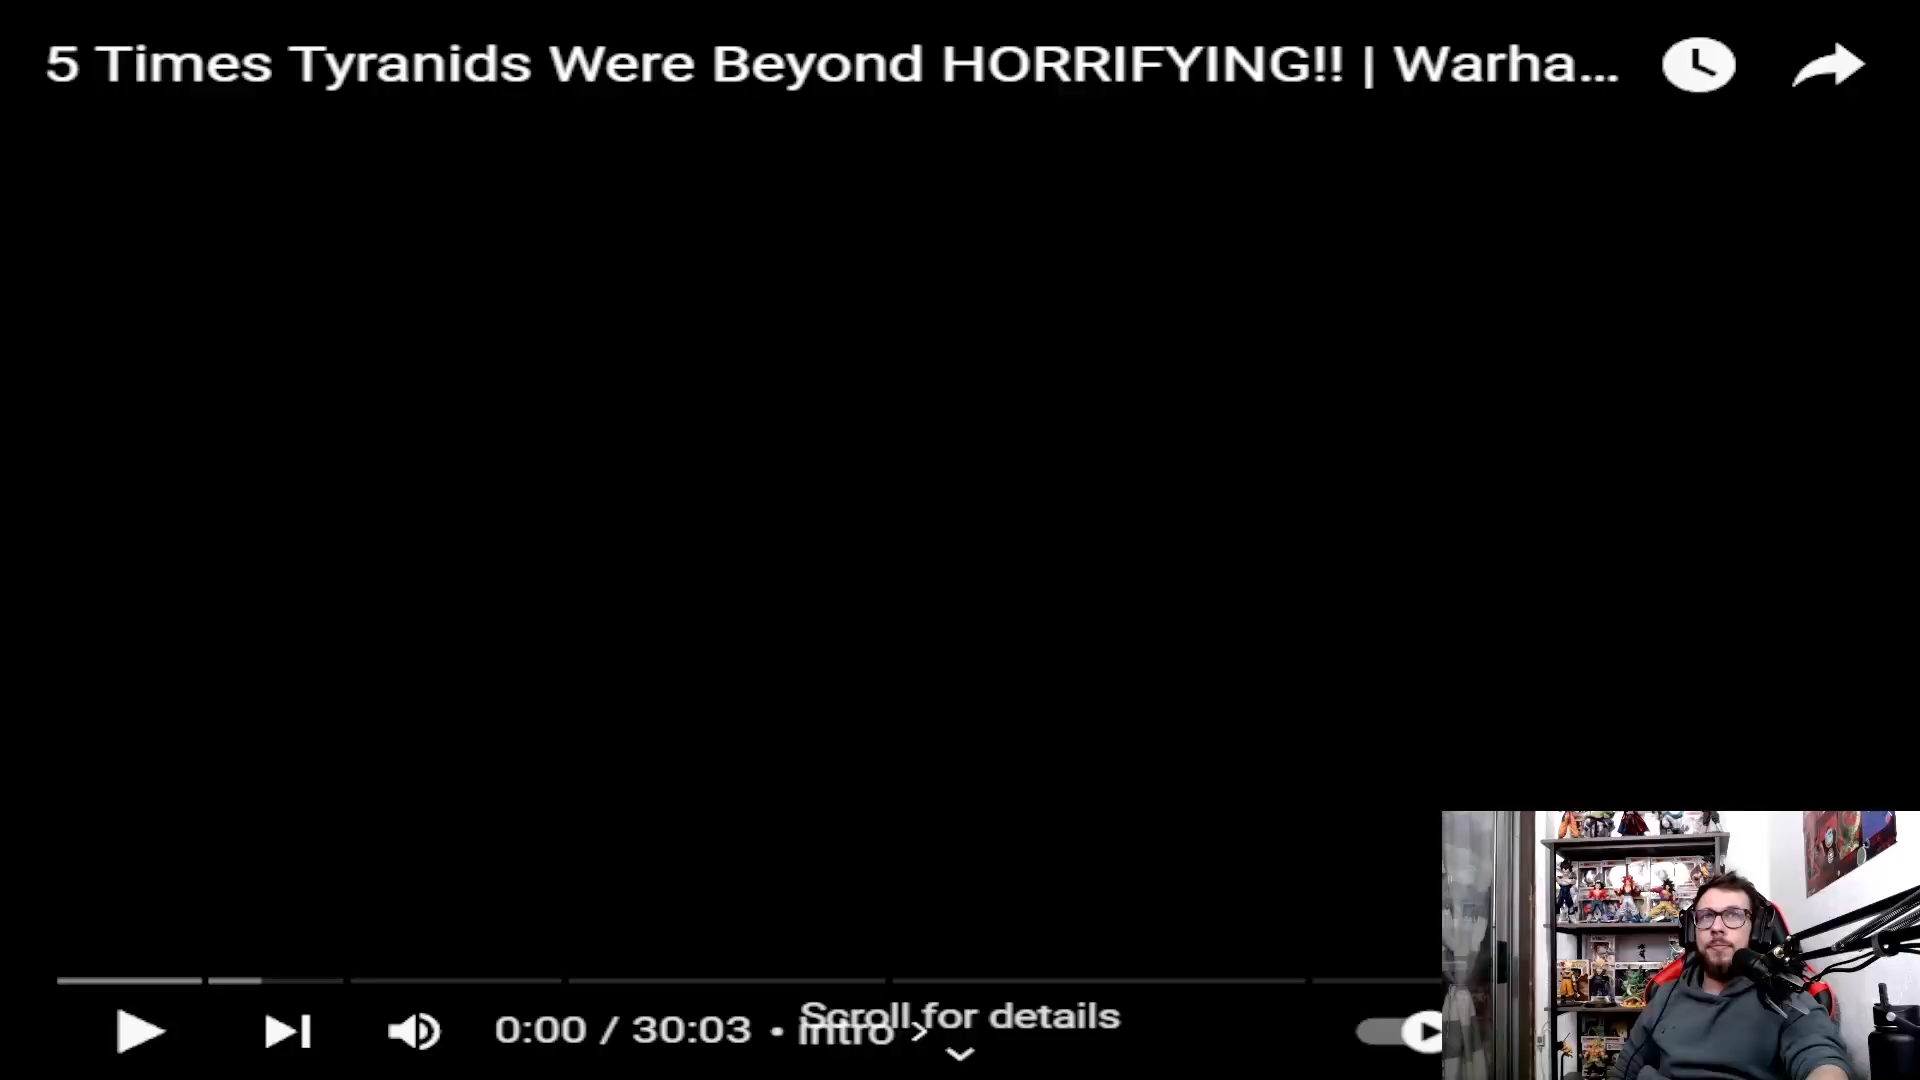 5 Times Tyranids Were Beyond HORRIFYING!! | Warha...
0:00 / 30:03 • Intro >
Scroll for details